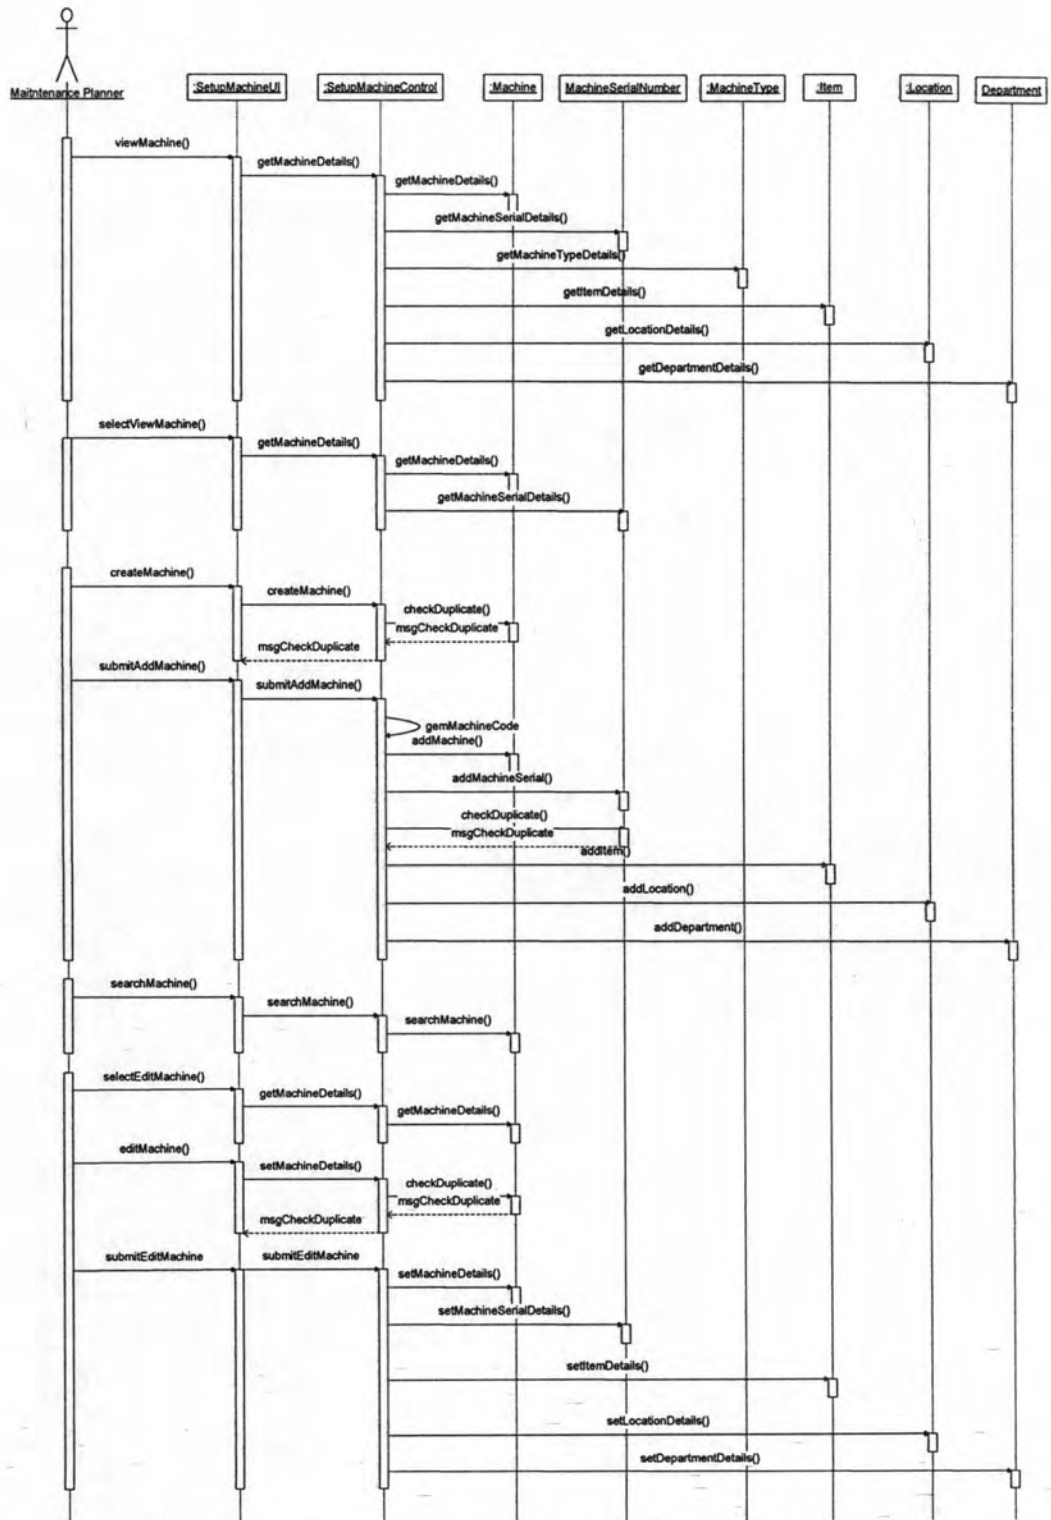 Maitntenance Planner
:SetupMachineUI
:SetupMachineControl
:Machine
MachineSerialNumber
:MachineType
:Item
:Location
Department
viewMachine()
getMachineDetails()
getMachineDetails()
getMachineSerialDetails()
getMachineTypeDetails()
getItemDetails()
getLocationDetails()
getDepartmentDetails()
selectViewMachine()
getMachineDetails()
getMachineDetails()
getMachineSerialDetails()
createMachine()
createMachine()
checkDuplicate()
msgCheckDuplicate
msgCheckDuplicate
submitAddMachine()
submitAddMachine()
gemMachineCode
addMachine()
addMachineSerial()
checkDuplicate()
msgCheckDuplicate
addItem()
addLocation()
addDepartment()
searchMachine()
searchMachine()
searchMachine()
selectEditMachine()
getMachineDetails()
getMachineDetails()
editMachine()
setMachineDetails()
checkDuplicate()
msgCheckDuplicate
msgCheckDuplicate
submitEditMachine
submitEditMachine
setMachineDetails()
setMachineSerialDetails()
setItemDetails()
setLocationDetails()
setDepartmentDetails()